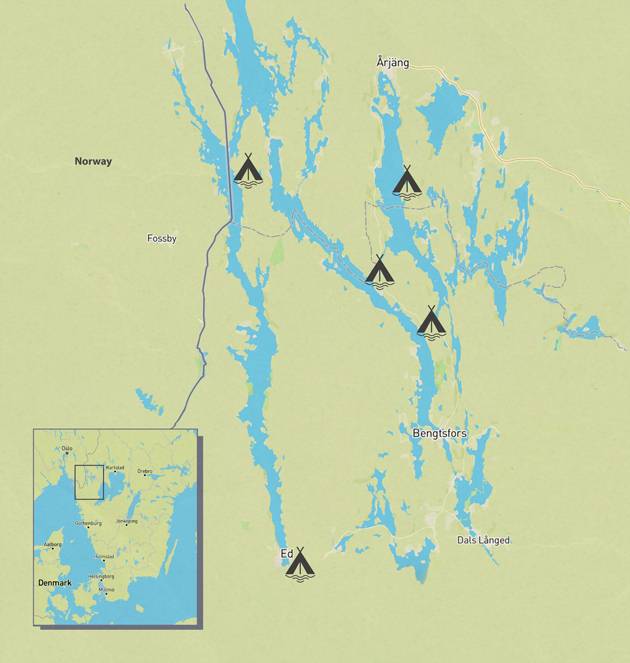 Årjäng
Norway
Fossby
Bengtsfors
Dals Långed
Ed
Oslo
Karlstad
Örebro
Gothenburg
Jönköping
Aalborg
Halmstad
Helsingborg
Denmark
Malmö